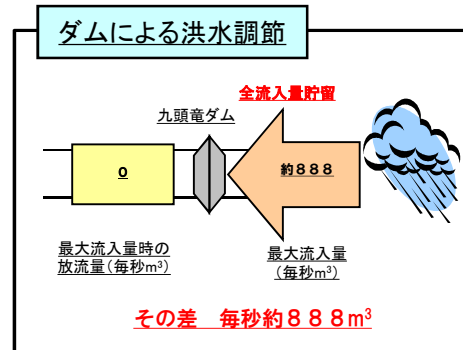 ダムによる洪水調節
全流入量貯留
九頭竜ダム
0
約888
最大流入量時の
放流量(毎秒m³)
最大流入量
(毎秒m³)
その差 毎秒約888m³